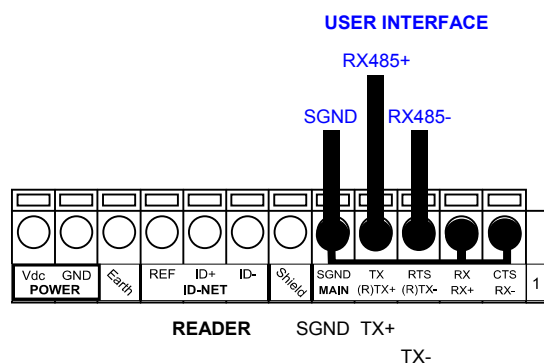 USER INTERFACE
RX485+
SGND RX485-
Vdc GND Earth REF ID+ ID- Shield SGND TX RTS RX CTS
POWER ID-NET MAIN (R)TX+ (R)TX- RX+ RX- 1
READER SGND TX+
TX-